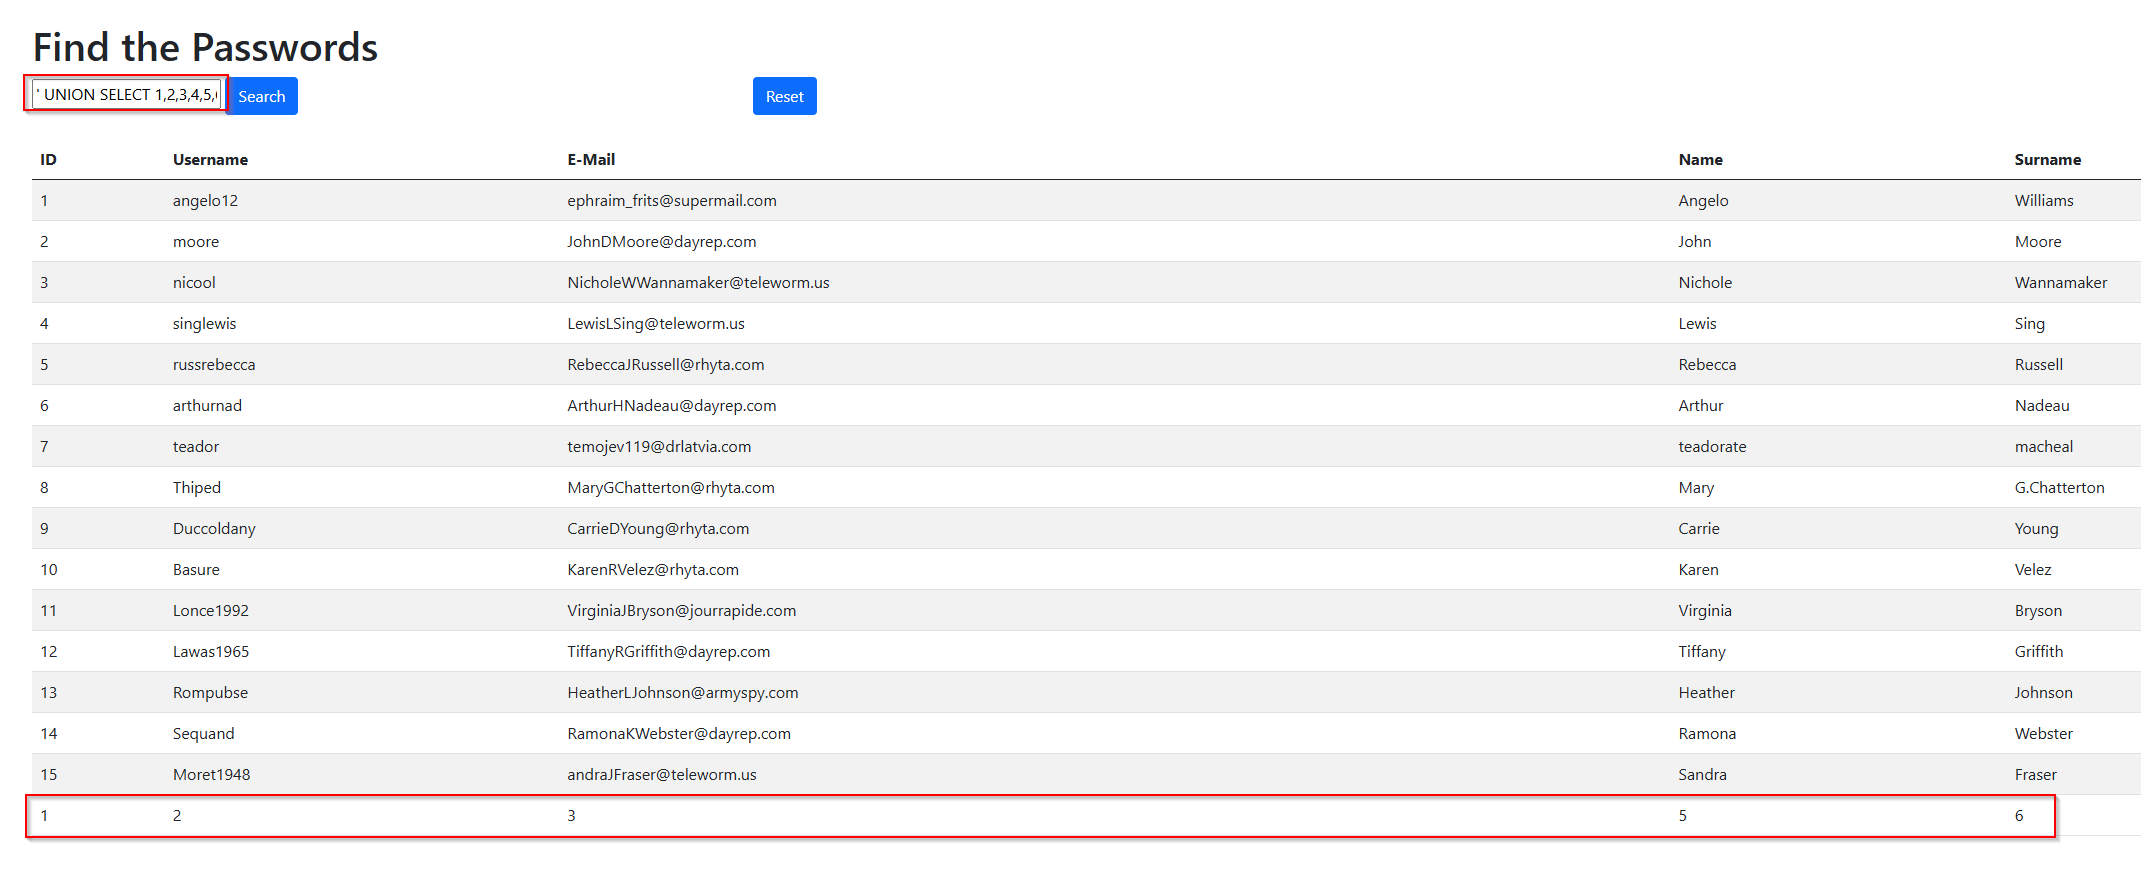 Find the Passwords
' UNION SELECT 1,2,3,4,5, Search Reset
ID Username E-Mail Name Surname
1 angelo12 ephraim_frits@supermail.com Angelo Williams
2 moore JohnDMoore@dayrep.com John Moore
3 nicool NicholeWWannamaker@teleworm.us Nichole Wannamaker
4 singlewis LewisLSing@teleworm.us Lewis Sing
5 russrebecca RebeccaJRussell@rhyta.com Rebecca Russell
6 arthurnad ArthurHNadeau@dayrep.com Arthur Nadeau
7 teador temojev119@drlatvia.com teadorate macheal
8 Thiped MaryGChatterton@rhyta.com Mary G.Chatterton
9 Duccoldany CarrieDYoung@rhyta.com Carrie Young
10 Basure KarenRVelez@rhyta.com Karen Velez
11 Lonce1992 VirginiaJBryson@jourrapide.com Virginia Bryson
12 Lawas1965 TiffanyRGriffith@dayrep.com Tiffany Griffith
13 Rompubse HeatherLJohnson@armyspy.com Heather Johnson
14 Sequand RamonaKWebster@dayrep.com Ramona Webster
15 Moret1948 andraJFraser@teleworm.us Sandra Fraser
1 2 3 5 6